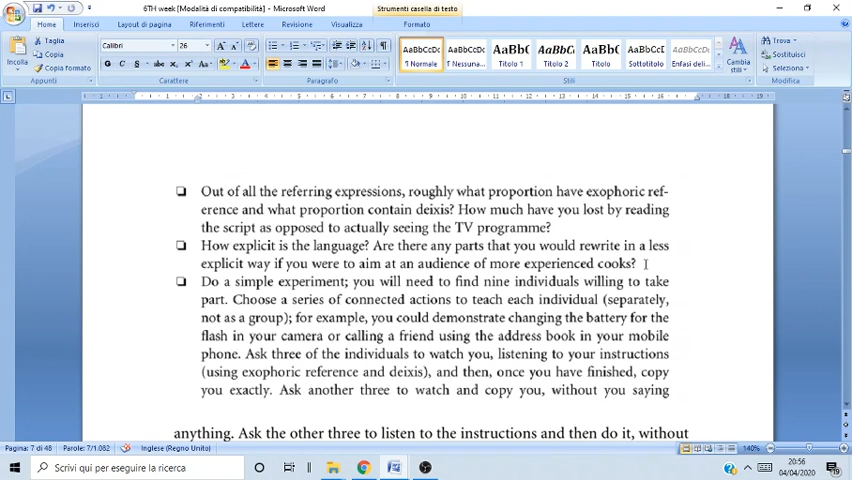 6TH week [Modalità di compatibilità] - Microsoft Word
Strumenti casella di testo
Home Inserisci Layout di pagina Riferimenti Lettere Revisione Visualizza Formato
Incolla
Taglia
Copia
Copia formato
Appunti
Calibri 26
Carattere
Paragrafo
AaBbCcDc AaBbCcDc AaBbC AaBbCc AaBb( AaBbCcD AaBbCcD
¶ Normale ¶ Nessuna... Titolo 1 Titolo 2 Titolo Sottotitolo Enfasi deli...
Stili
Cambia stili
Trova
Sostituisci
Seleziona
Modifica
Out of all the referring expressions, roughly what proportion have exophoric ref-
erence and what proportion contain deixis? How much have you lost by reading
the script as opposed to actually seeing the TV programme?
How explicit is the language? Are there any parts that you would rewrite in a less
explicit way if you were to aim at an audience of more experienced cooks?
Do a simple experiment; you will need to find nine individuals willing to take
part. Choose a series of connected actions to teach each individual (separately,
not as a group); for example, you could demonstrate changing the battery for the
flash in your camera or calling a friend using the address book in your mobile
phone. Ask three of the individuals to watch you, listening to your instructions
(using exophoric reference and deixis), and then, once you have finished, copy
you exactly. Ask another three to watch and copy you, without you saying
anything. Ask the other three to listen to the instructions and then do it, without
Pagina: 7 di 48 Parole: 7/1.082 Inglese (Regno Unito) 140%
Scrivi qui per eseguire la ricerca
20:56
04/04/2020